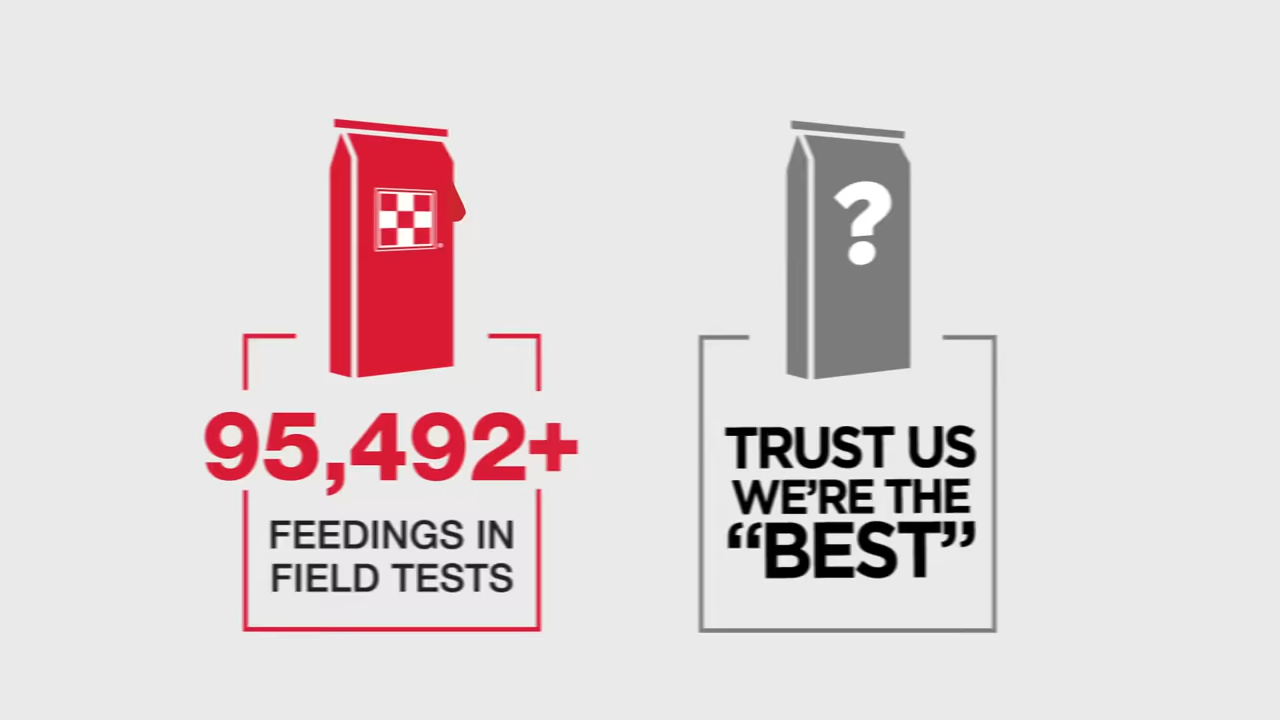 95,492+
FEEDINGS IN
FIELD TESTS
?
TRUST US
WE'RE THE
“BEST”